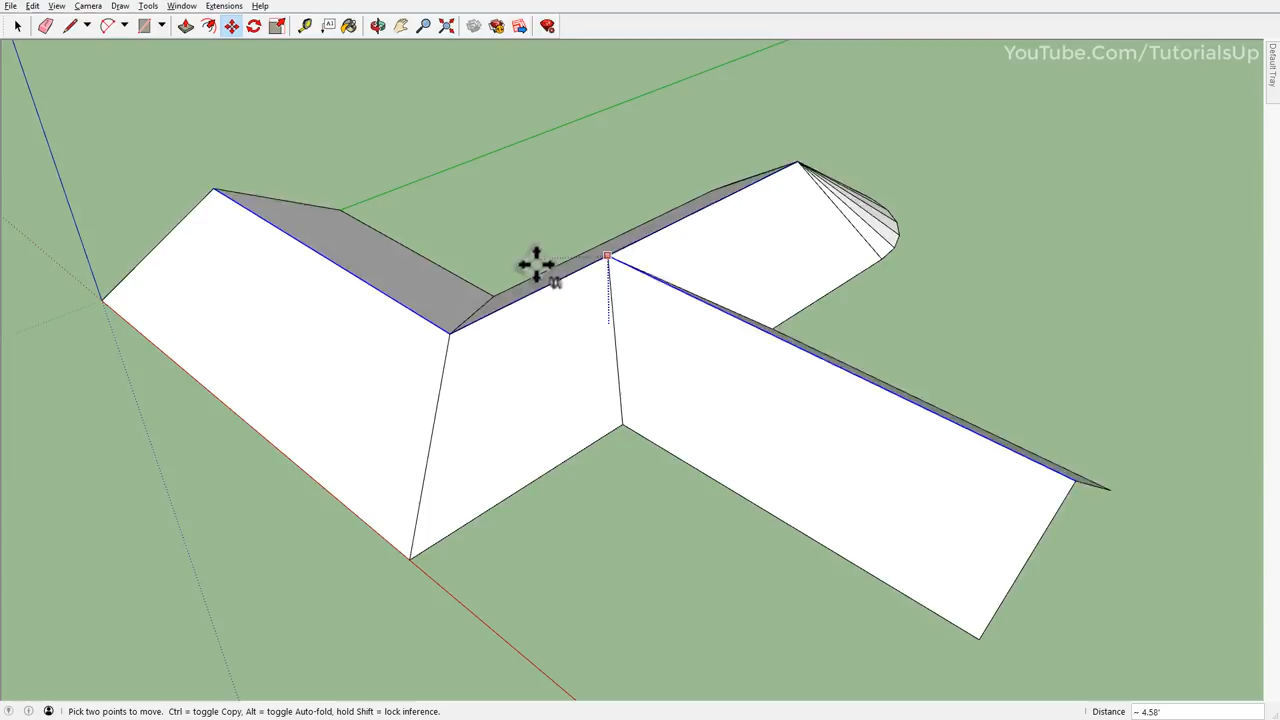 File Edit View Camera Draw Tools Window Extensions Help
A1
YouTube.Com/TutorialsUp
Default Tray
Pick two points to move. Ctrl = toggle Copy, Alt = toggle Auto-fold, hold Shift = lock inference.
Distance ~ 4.58'